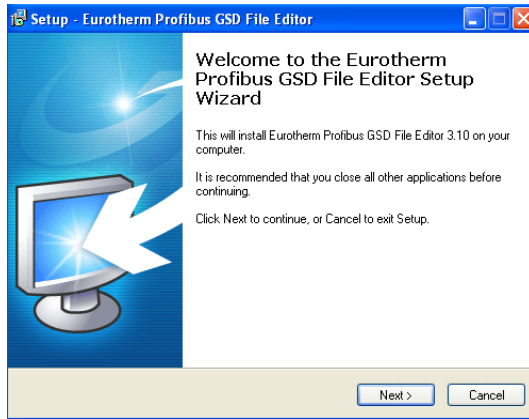 Setup - Eurotherm Profibus GSD File Editor
Welcome to the Eurotherm
Profibus GSD File Editor Setup
Wizard
This will install Eurotherm Profibus GSD File Editor 3.10 on your
computer.
It is recommended that you close all other applications before
continuing.
Click Next to continue, or Cancel to exit Setup.
Next >
Cancel